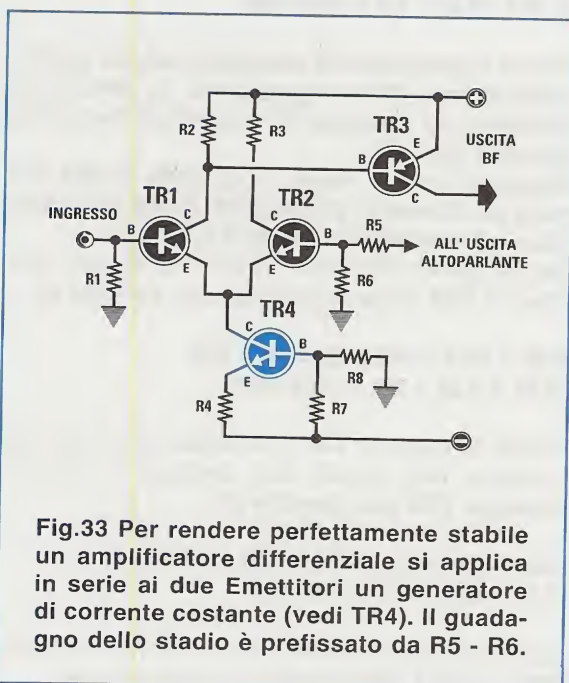 R2
R3
TR3
E
B
C
USCITA
BF
TR1
TR2
INGRESSO
B
C
E
R1
C
E
B
R5
ALL' USCITA
ALTOPARLANTE
R6
TR4
C
B
E
R8
R4
R7
Fig.33 Per rendere perfettamente stabile
un amplificatore differenziale si applica
in serie ai due Emettitori un generatore
di corrente costante (vedi TR4). Il guada-
gno dello stadio è prefissato da R5 - R6.